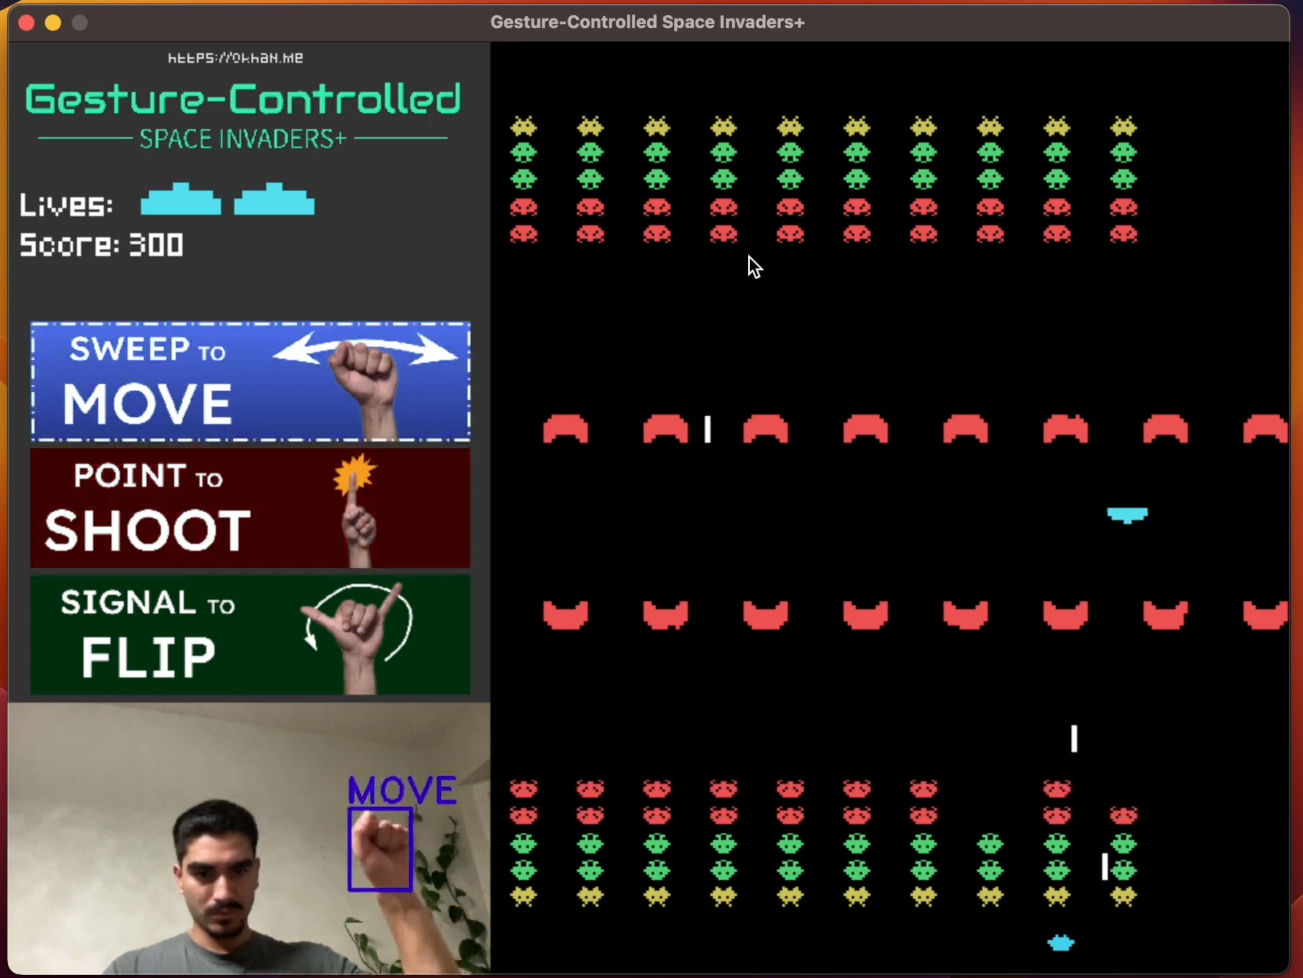 Gesture-Controlled Space Invaders+
https://okhan.me
Gesture-Controlled
SPACE INVADERS+
Lives:
Score: 300
SWEEP TO
MOVE
POINT TO
SHOOT
SIGNAL TO
FLIP
MOVE